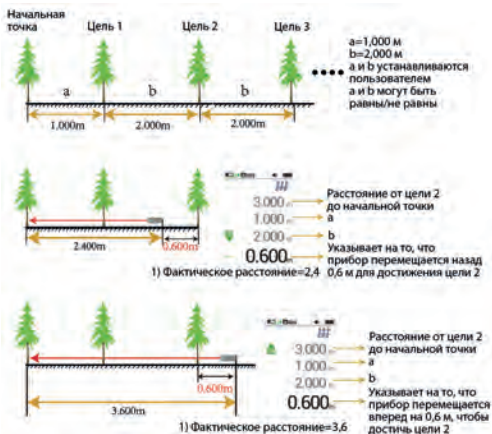 Начальная
точка
Цель 1
Цель 2
Цель 3
a=1,000 м
b=2,000 м
a и b устанавливаются
пользователем
a и b могут быть
равны/не равны
a
b
b
1.000m
2.000m
2.000m
3.000 m
Расстояние от цели 2
до начальной точки
1.000 m
a
2.000 m
b
0.600 m
Указывает на то, что
прибор перемещается назад
0,6 м для достижения цели 2
2.400m
0.600m
1) Фактическое расстояние=2,4
3.000 m
Расстояние от цели 2
до начальной точки
1.000 m
a
2.000 m
b
0.600 m
Указывает на то, что
прибор перемещается
вперед на 0,6 м, чтобы
достичь цели 2
0.600m
3.600m
1) Фактическое расстояние=3,6